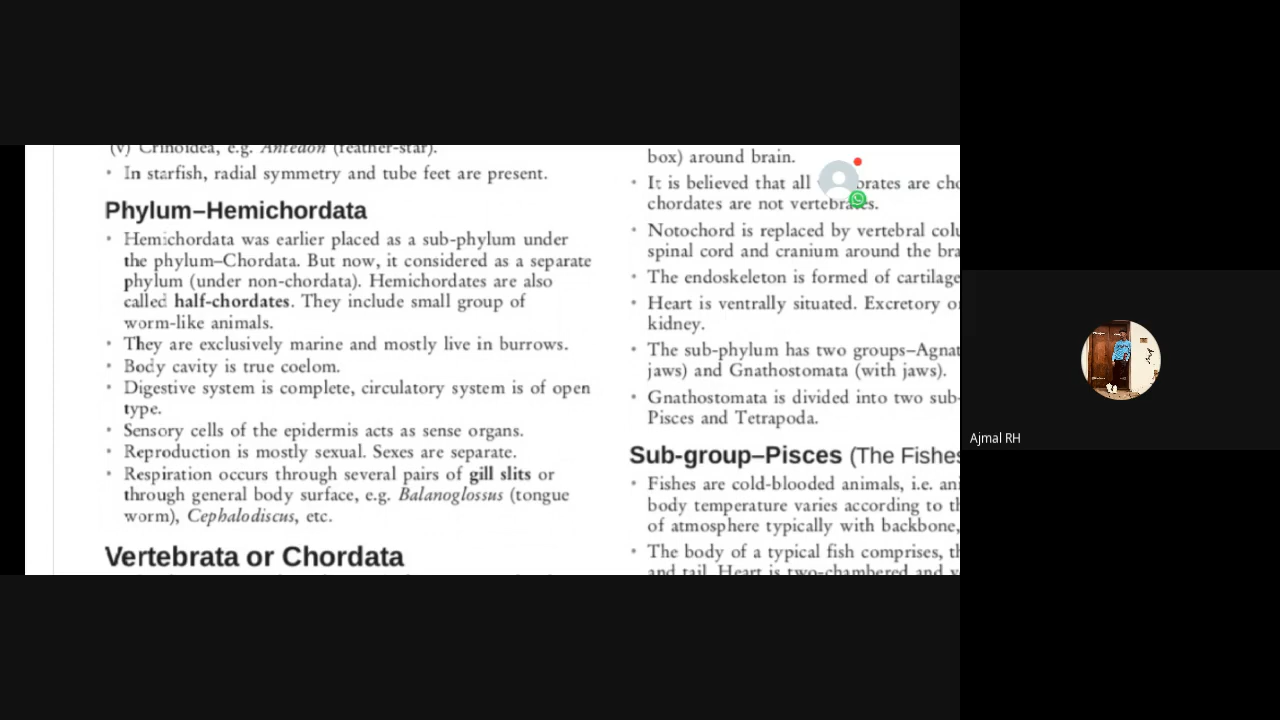 (v) Crinoidea, e.g. Antedon (feather-star).
• In starfish, radial symmetry and tube feet are present.
Phylum–Hemichordata
• Hemichordata was earlier placed as a sub-phylum under
the phylum–Chordata. But now, it considered as a separate
phylum (under non-chordata). Hemichordates are also
called half-chordates. They include small group of
worm-like animals.
• They are exclusively marine and mostly live in burrows.
• Body cavity is true coelom.
• Digestive system is complete, circulatory system is of open
type.
• Sensory cells of the epidermis acts as sense organs.
• Reproduction is mostly sexual. Sexes are separate.
• Respiration occurs through several pairs of gill slits or
through general body surface, e.g. Balanoglossus (tongue
worm), Cephalodiscus, etc.
Vertebrata or Chordata
box) around brain.
• It is believed that all are
chordates are not vertebrates.
• Notochord is replaced by vertebral
spinal cord and cranium around the
• The endoskeleton is formed of cartilage
• Heart is ventrally situated. Excretory
kidney.
• The sub-phylum has two groups–
jaws) and Gnathostomata (with jaws).
• Gnathostomata is divided into two sub-
Pisces and Tetrapoda.
Sub-group–Pisces (The Fishes
• Fishes are cold-blooded animals, i.e.
body temperature varies according to
of atmosphere typically with backbone,
• The body of a typical fish comprises,
and tail. Heart is two-chambered and
Ajmal RH